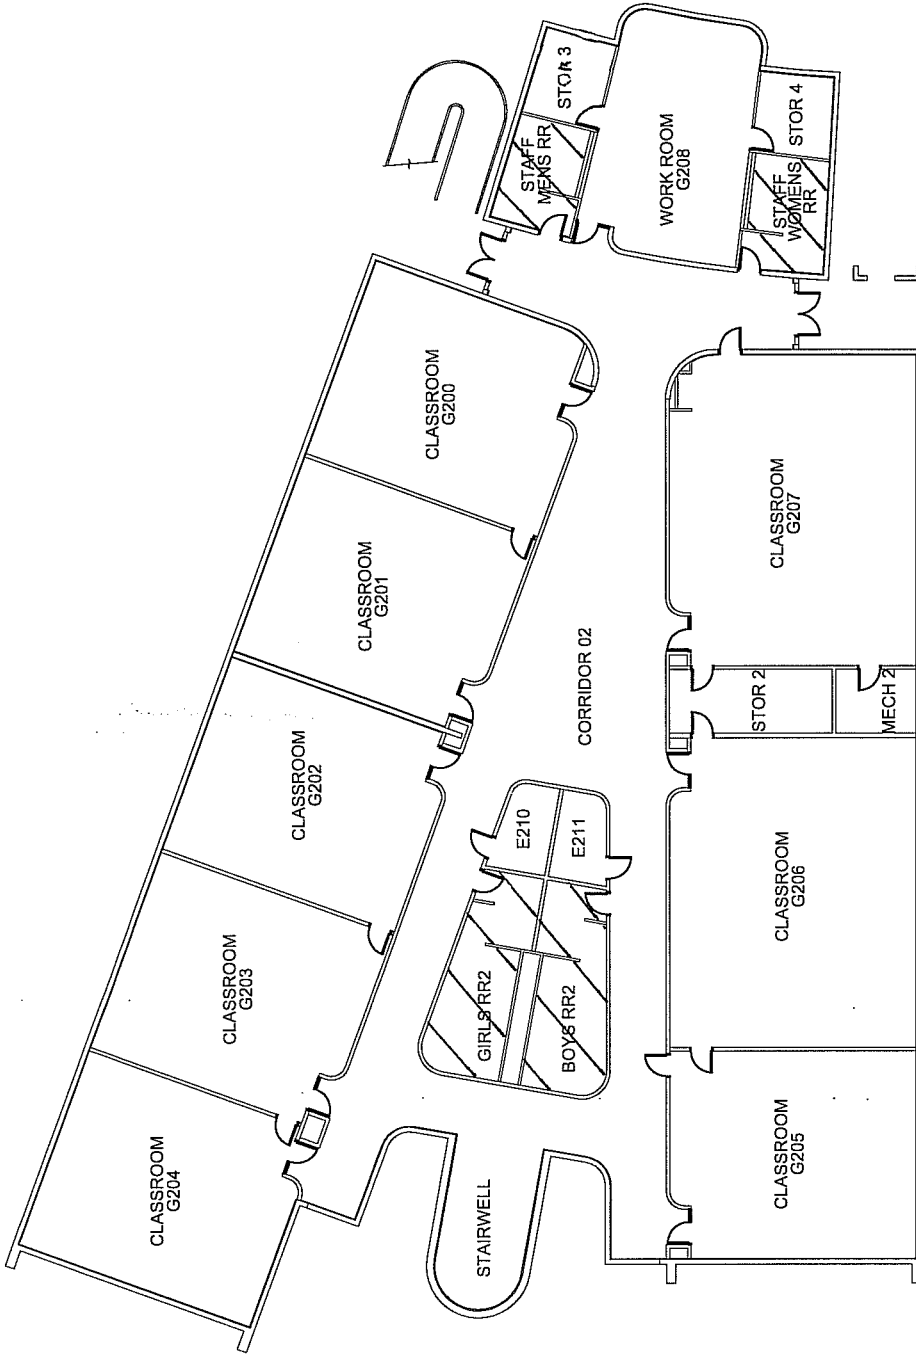 STOR 3
STAFF
MENS RR
WORK ROOM
G208
STOR 4
STAFF
WOMENS
RR
CLASSROOM
G200
CLASSROOM
G201
CLASSROOM
G202
CLASSROOM
G203
CLASSROOM
G204
CORRIDOR 02
E210
E211
GIRLS RR2
BOYS RR2
STAIRWELL
CLASSROOM
G207
STOR 2
MECH 2
CLASSROOM
G206
CLASSROOM
G205